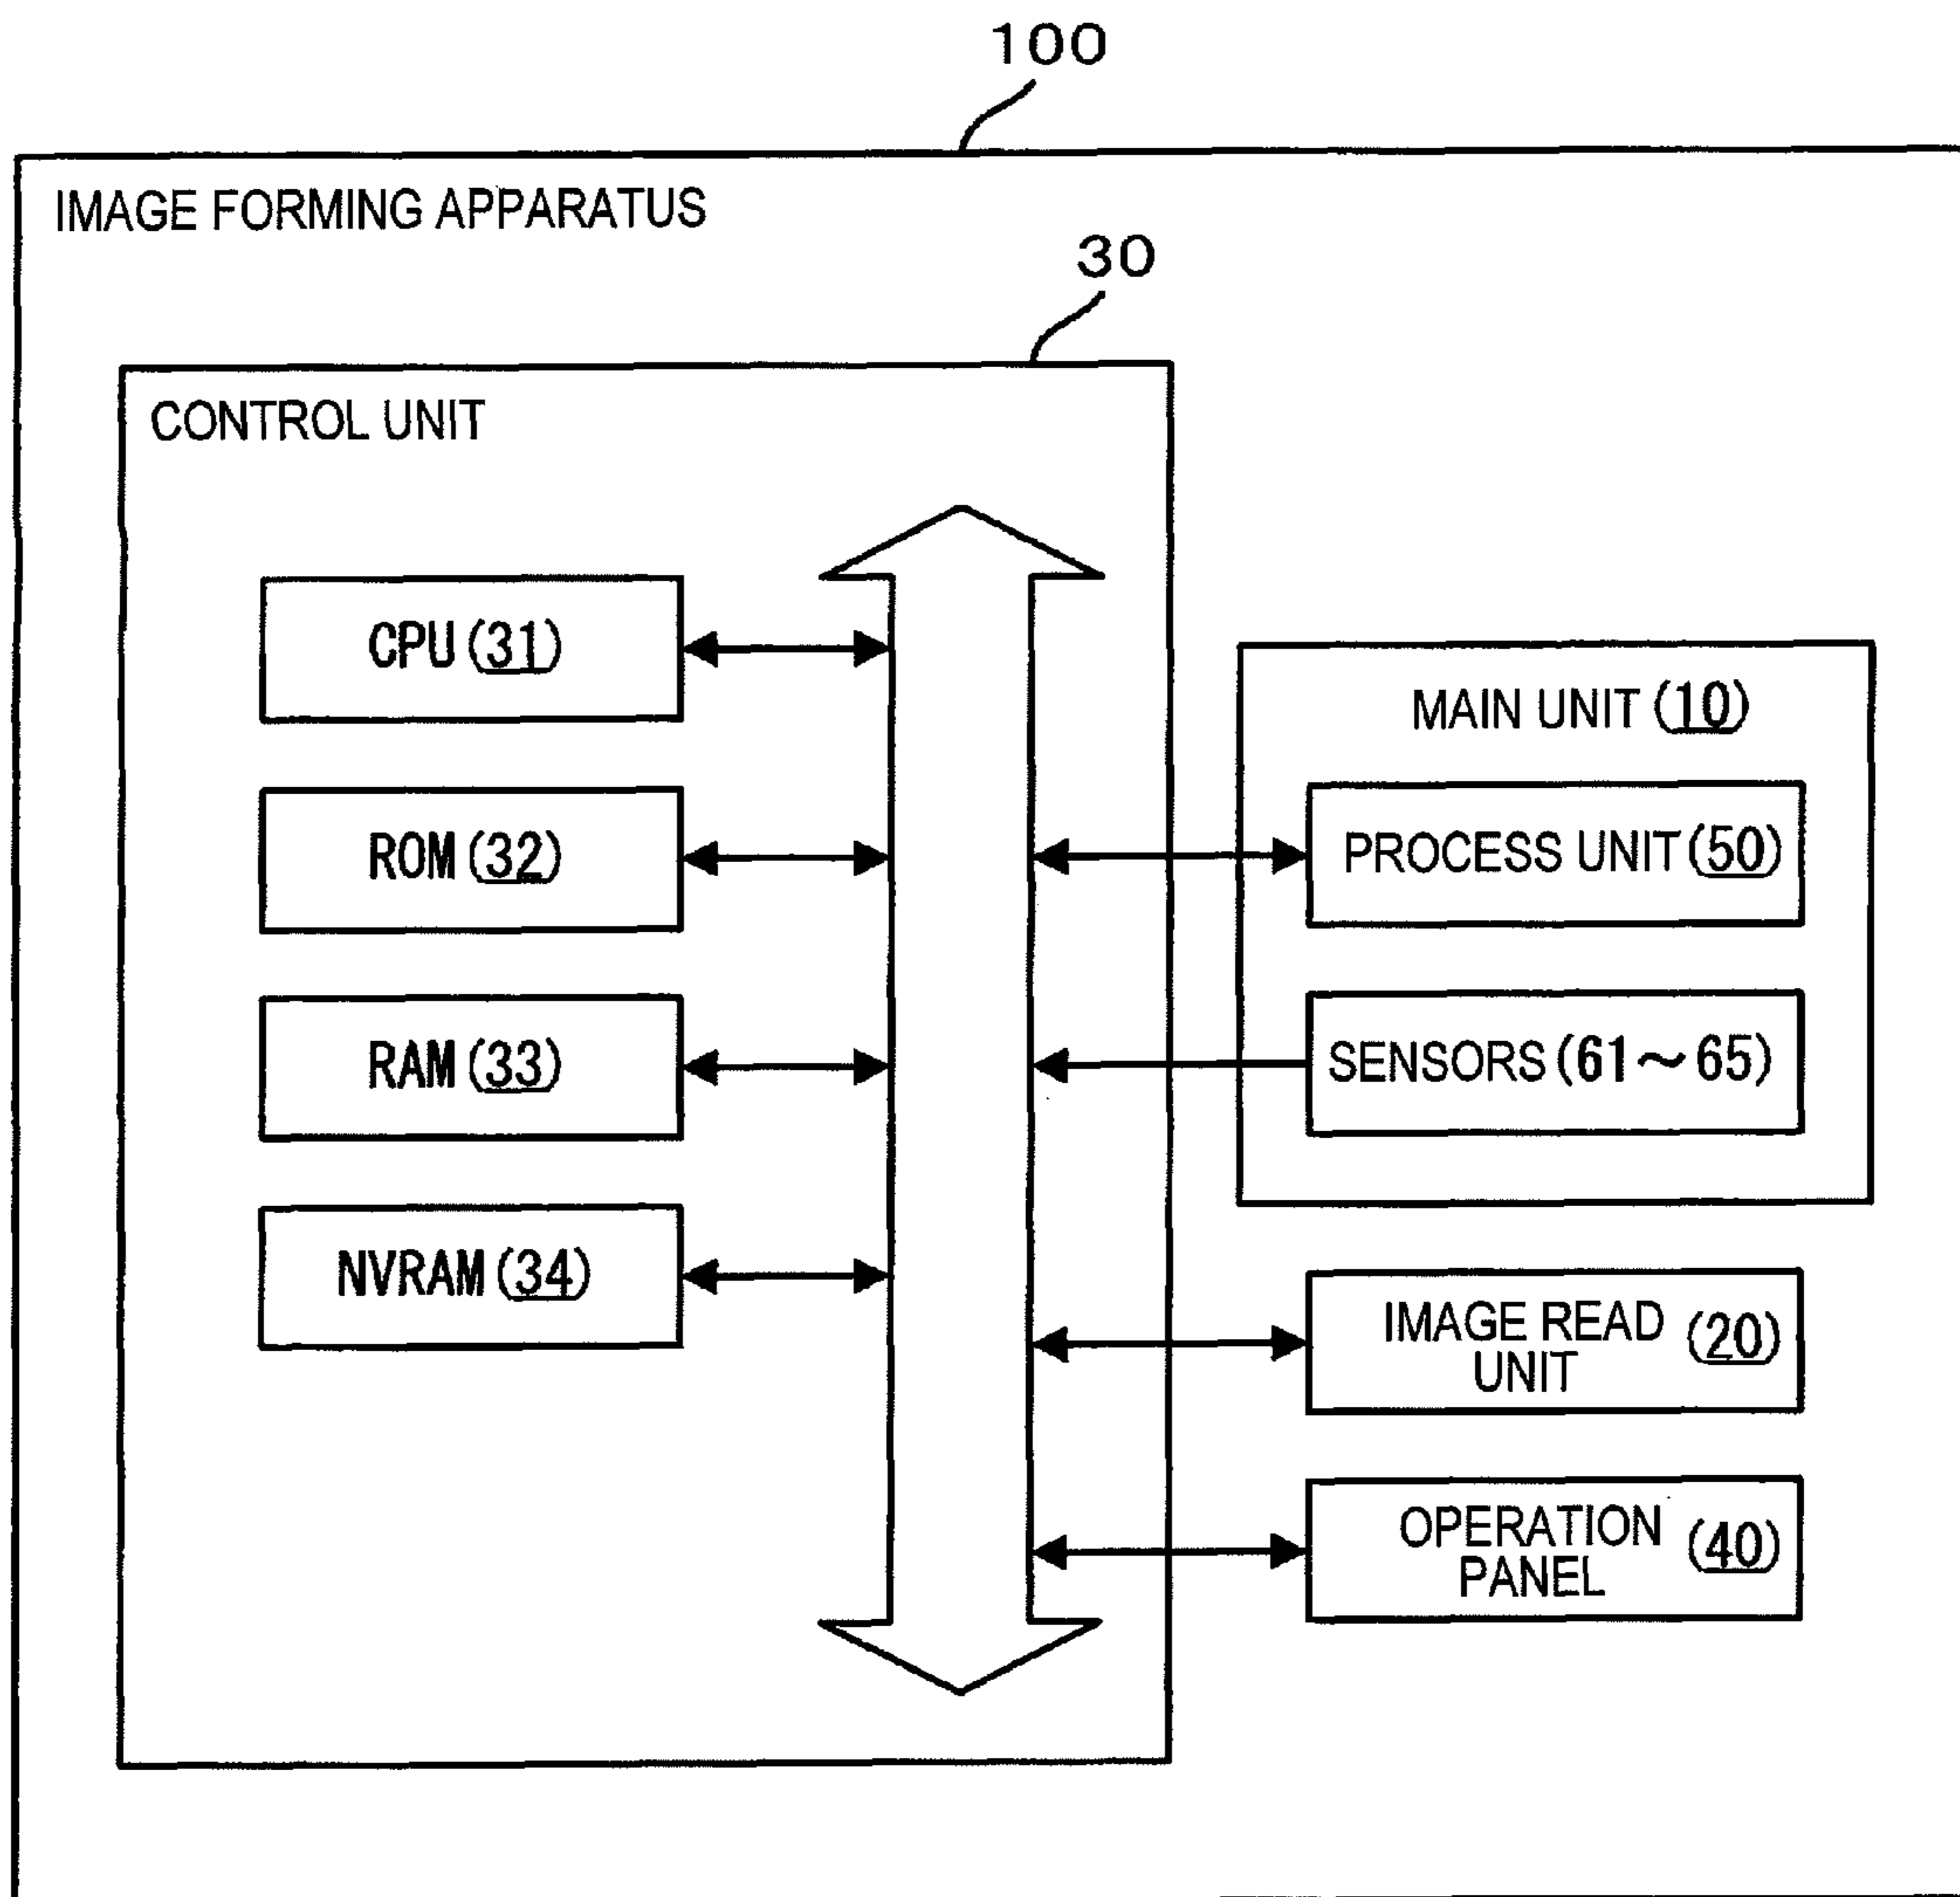 100
IMAGE FORMING APPARATUS
30
CONTROL UNIT
CPU (31)
ROM (32)
RAM (33)
NVRAM (34)
MAIN UNIT (10)
PROCESS UNIT (50)
SENSORS (61～65)
IMAGE READ (20)
UNIT
OPERATION (40)
PANEL